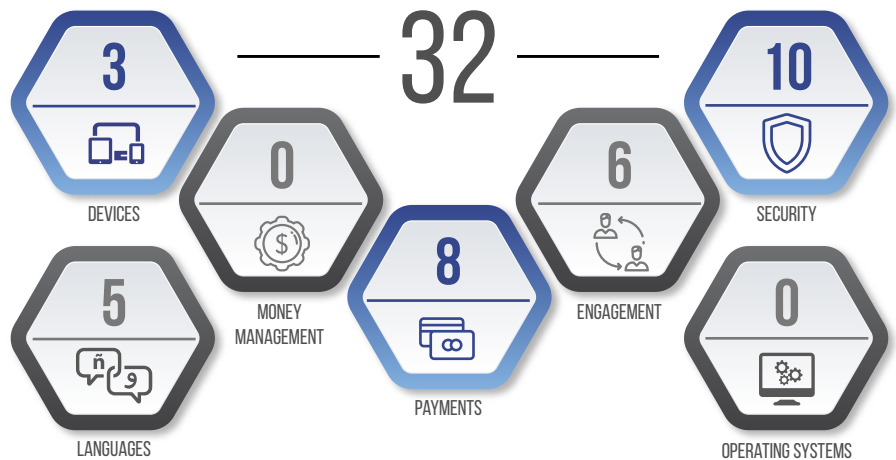 32
3
DEVICES
0
MONEY
MANAGEMENT
8
PAYMENTS
6
ENGAGEMENT
10
SECURITY
5
ñ
و
LANGUAGES
0
OPERATING SYSTEMS
$